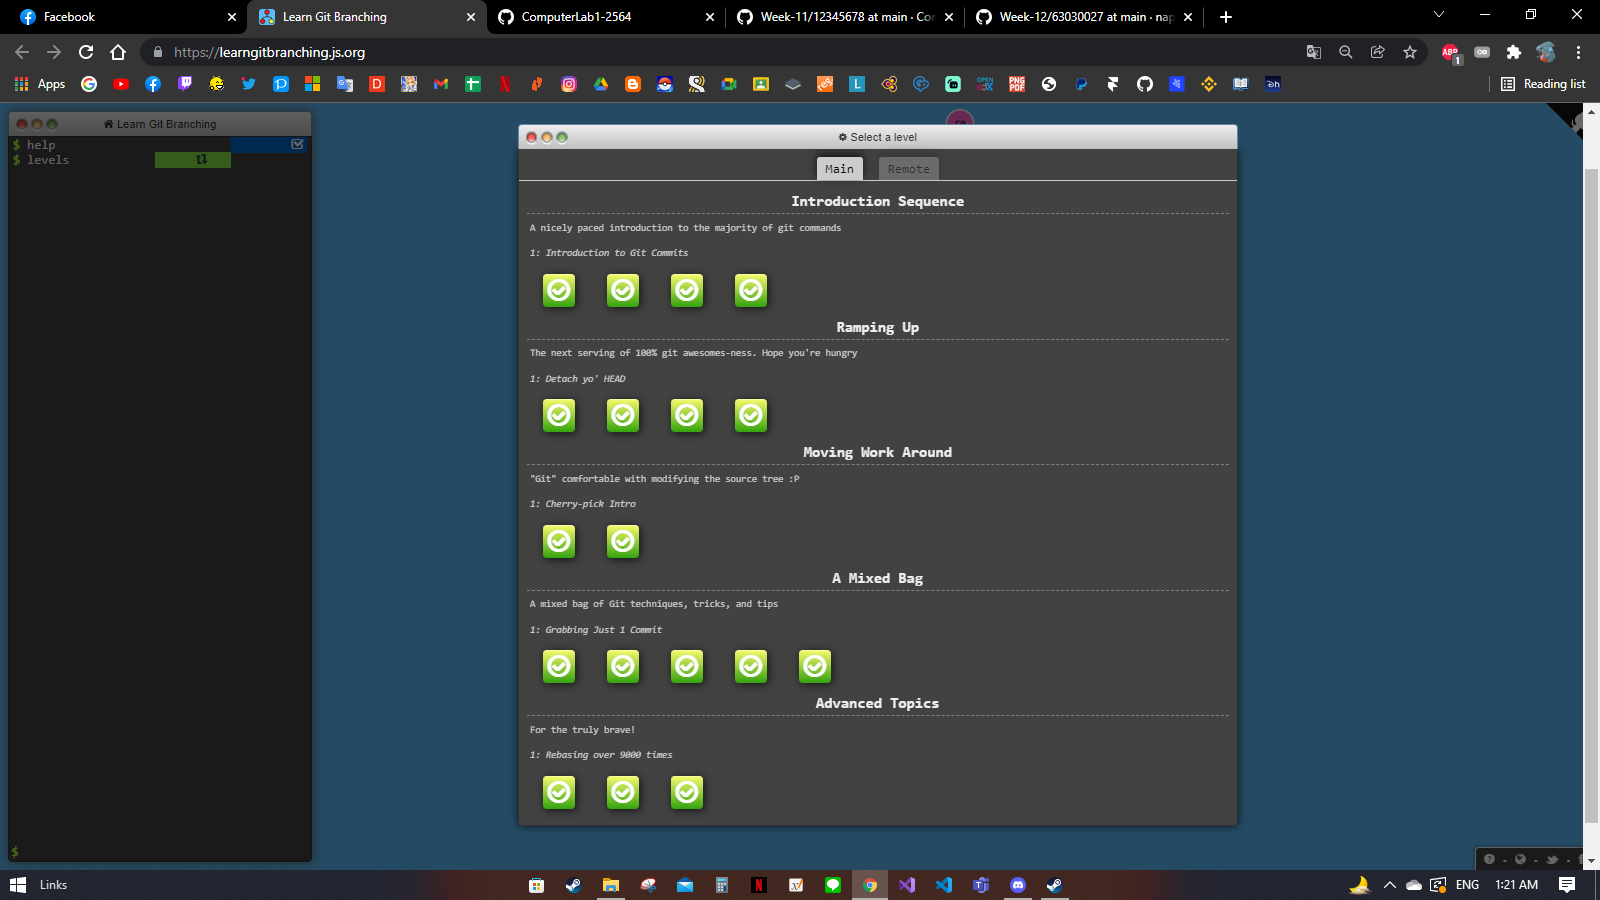 Facebook
Learn Git Branching
ComputerLab1-2564
Week-11/12345678 at main · Co
Week-12/63030027 at main · nap
https://learngitbranching.js.org
Apps
Reading list
Learn Git Branching
$ help
$ levels
$
Select a level
Main
Remote
Introduction Sequence
A nicely paced introduction to the majority of git commands
1: Introduction to Git Commits
Ramping Up
The next serving of 100% git awesomes-ness. Hope you're hungry
1: Detach yo' HEAD
Moving Work Around
"Git" comfortable with modifying the source tree :P
1: Cherry-pick Intro
A Mixed Bag
A mixed bag of Git techniques, tricks, and tips
1: Grabbing Just 1 Commit
Advanced Topics
For the truly brave!
1: Rebasing over 9000 times
Links
ENG
1:21 AM